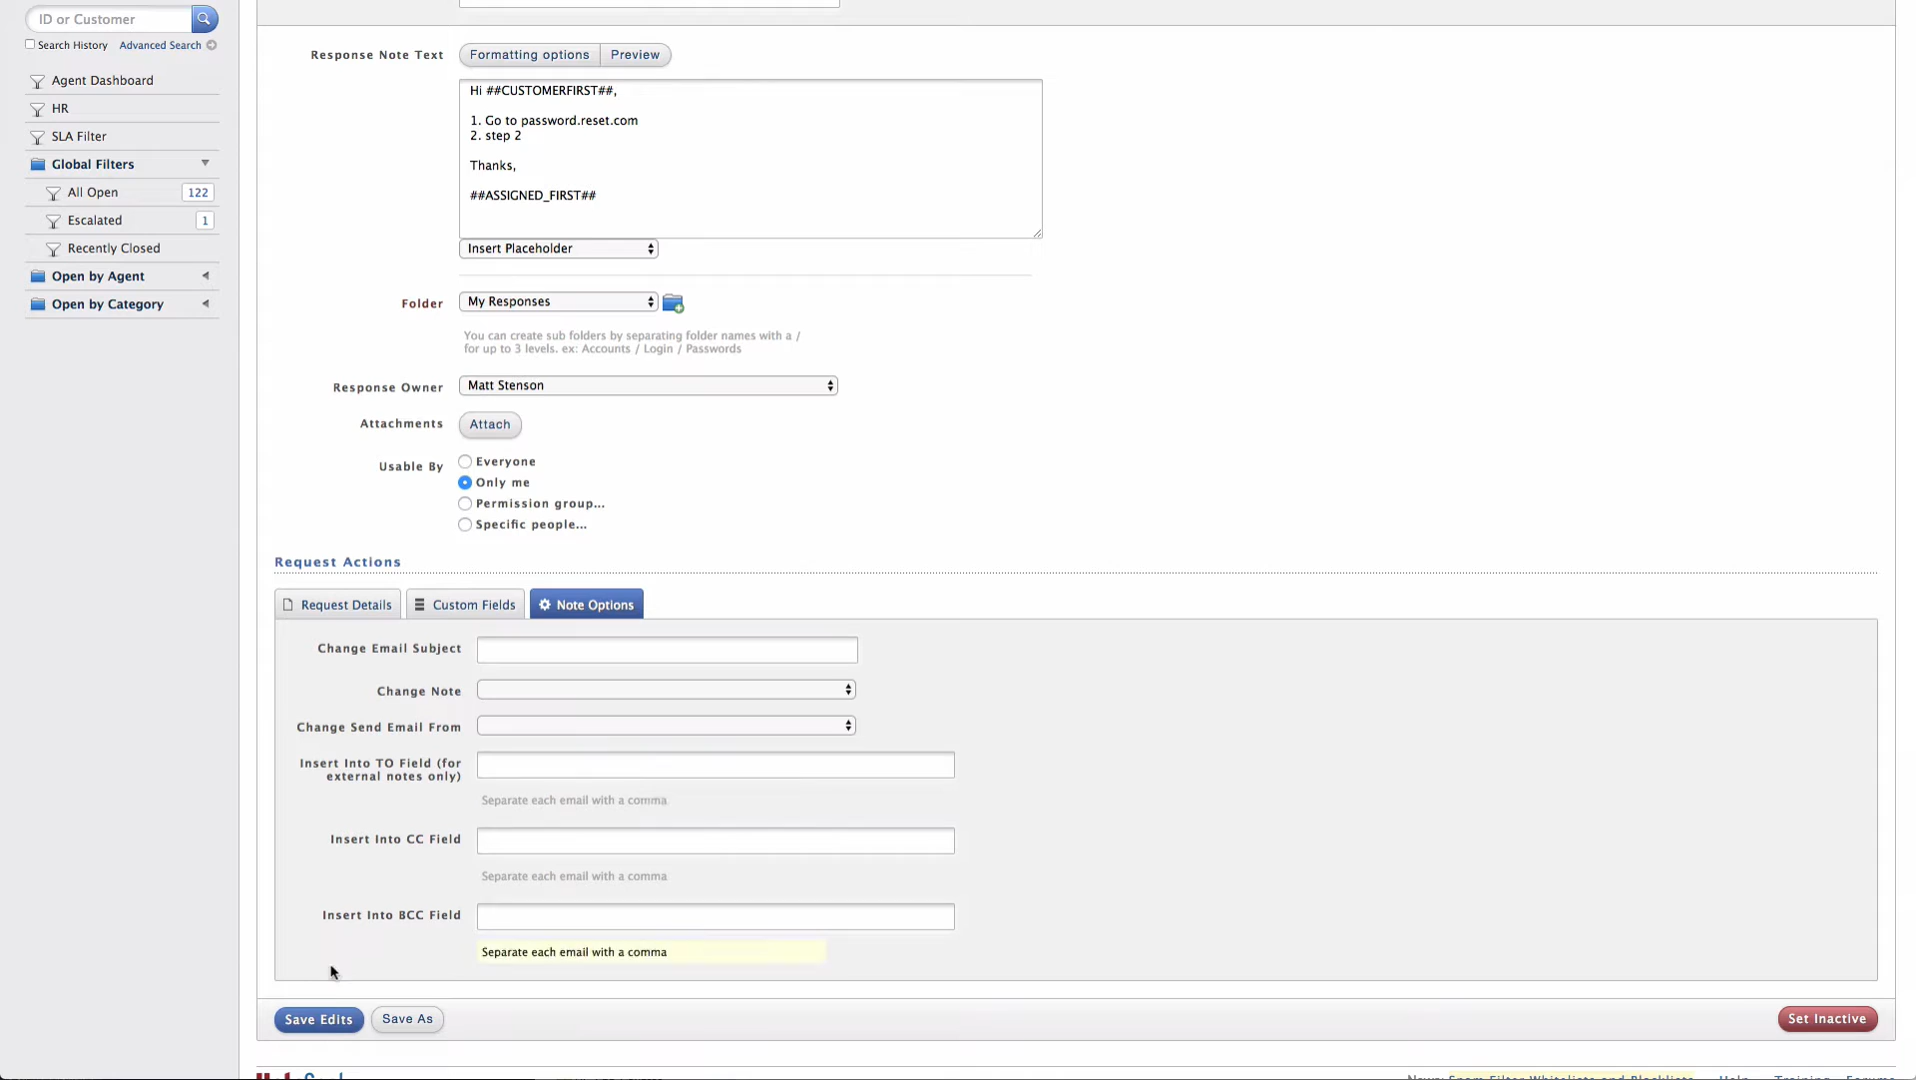 ID or Customer
Search History Advanced Search
Agent Dashboard
HR
SLA Filter
Global Filters
All Open 122
Escalated 1
Recently Closed
Open by Agent
Open by Category
Response Note Text Formatting options Preview
Hi ##CUSTOMERFIRST##,
1. Go to password.reset.com
2. step 2
Thanks,
##ASSIGNED_FIRST##
Insert Placeholder
Folder My Responses
You can create sub folders by separating folder names with a /
for up to 3 levels. ex: Accounts / Login / Passwords
Response Owner Matt Stenson
Attachments Attach
Usable By Everyone
Only me
Permission group...
Specific people...
Request Actions
Request Details Custom Fields Note Options
Change Email Subject
Change Note
Change Send Email From
Insert Into TO Field (for
external notes only)
Separate each email with a comma
Insert Into CC Field
Separate each email with a comma
Insert Into BCC Field
Separate each email with a comma
Save Edits Save As Set Inactive
Spam Filter Whitelists and Blacklists Help Training Forums